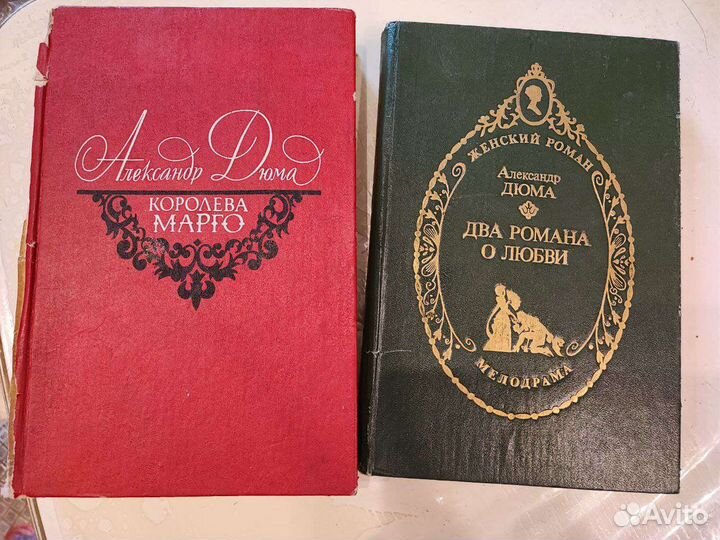 Александр Дюма
КОРОЛЕВА
МАРГО
ЖЕНСКИЙ РОМАН
Александр
ДЮМА
ДВА РОМАНА
О ЛЮБВИ
МЕЛОДРАМА
Avito